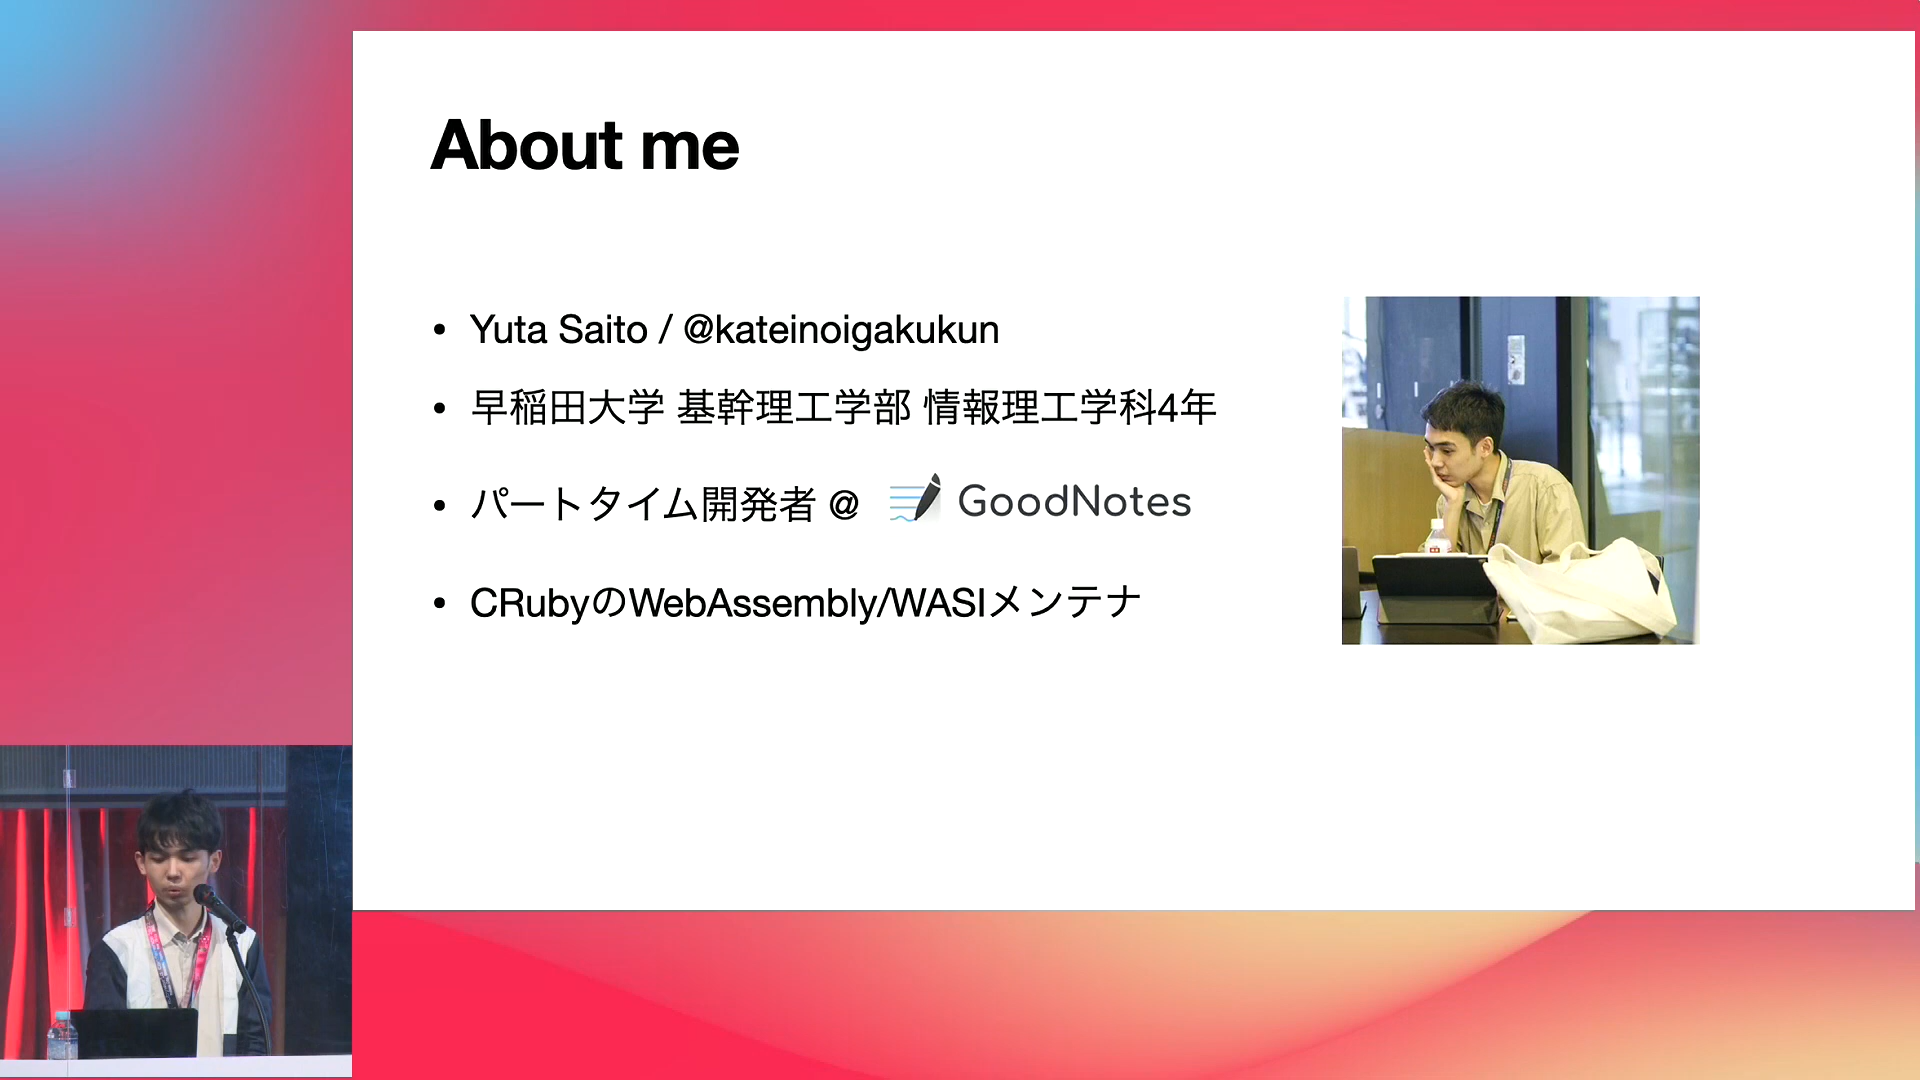 About me
• Yuta Saito / @kateinoigakukun
• 早稲田大学 基幹理工学部 情報理工学科4年
• パートタイム開発者 @ GoodNotes
• CRubyのWebAssembly/WASIメンテナ